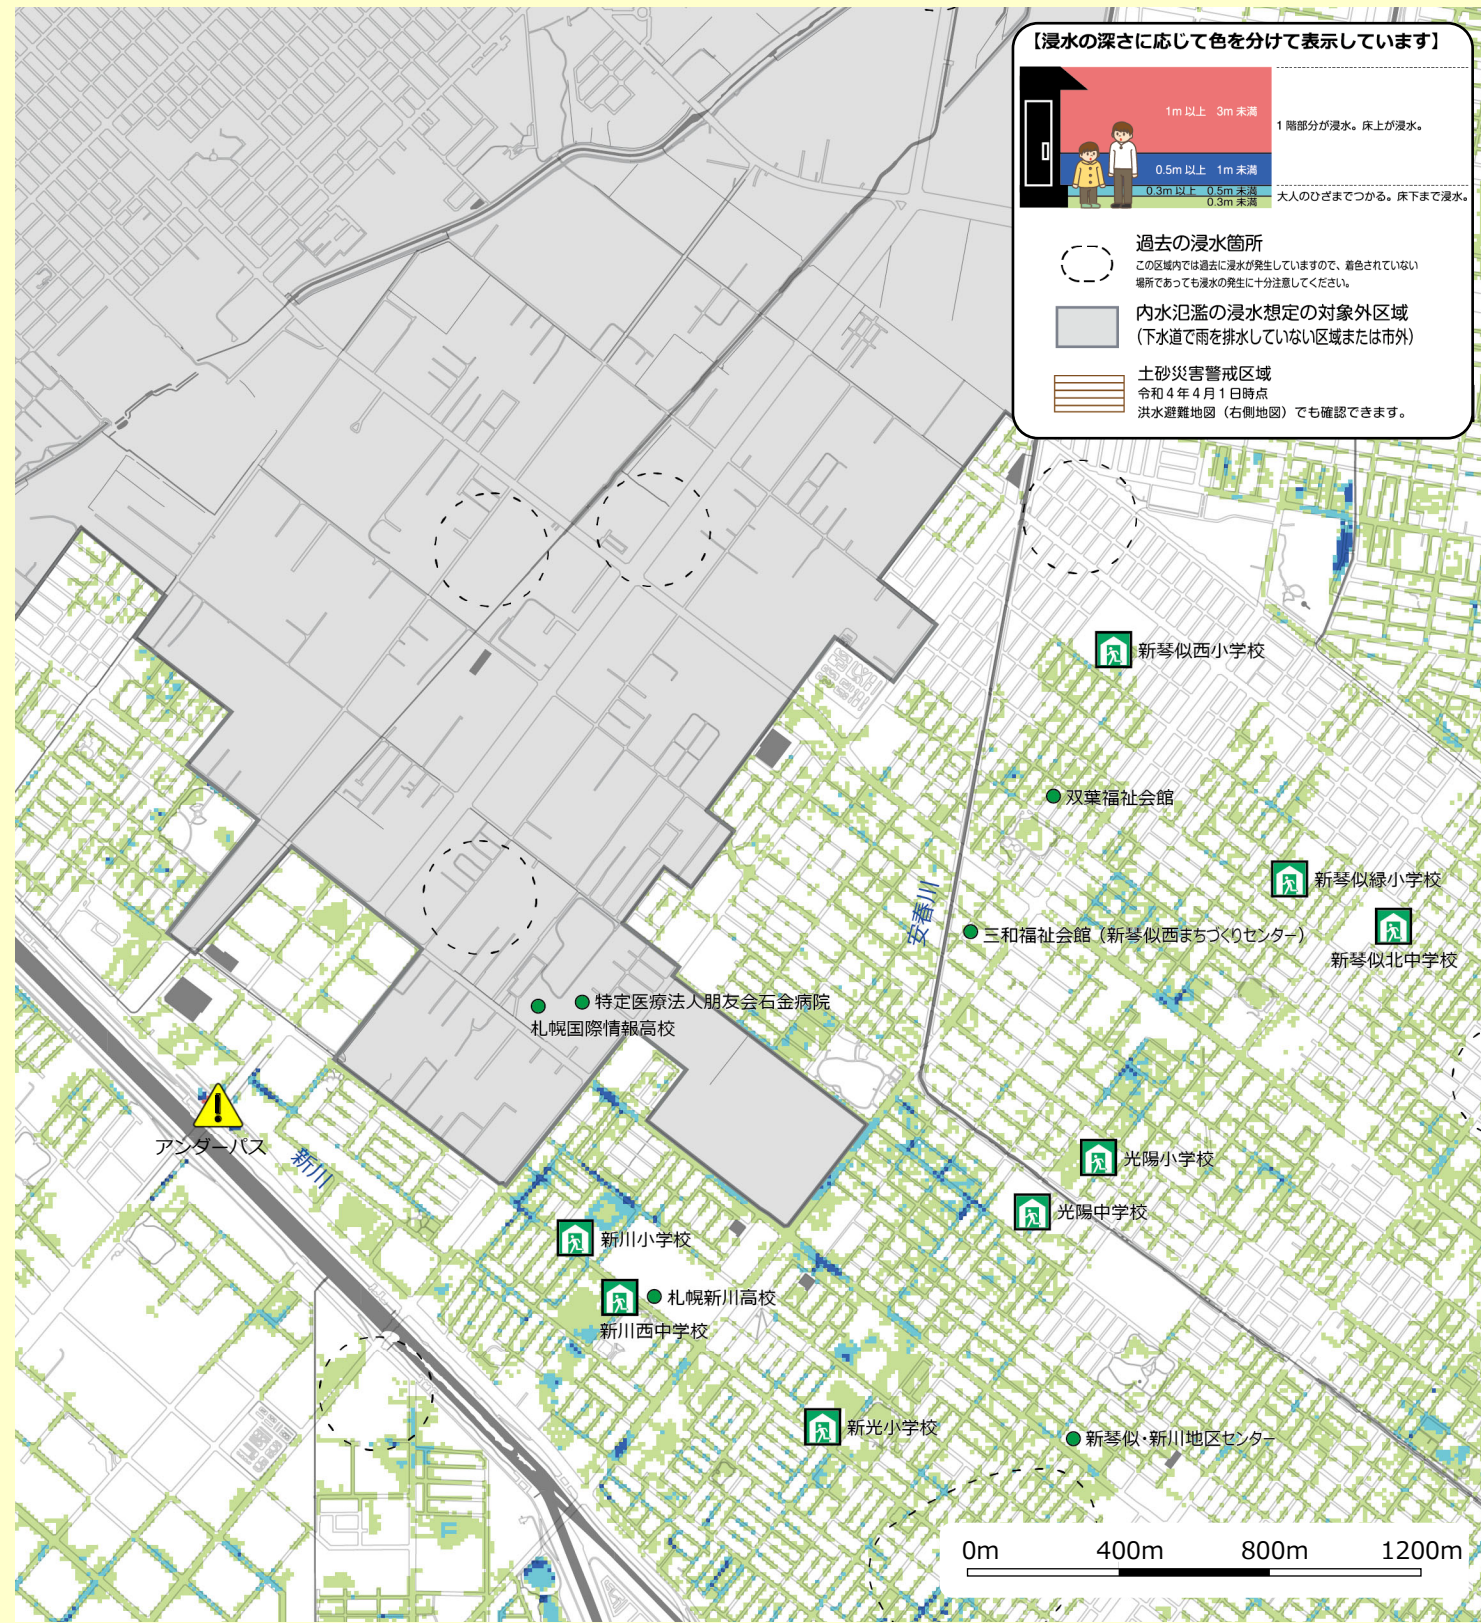 【浸水の深さに応じて色を分けて表示しています】
1m 以上 3m 未満
1 階部分が浸水。床上が浸水。
0.5m 以上 1m 未満
0.3m 以上 0.5m 未満
0.3m 未満
大人のひざまでつかる。床下まで浸水。
過去の浸水箇所
この区域内では過去に浸水が発生していますので、着色されていない
場所であっても浸水の発生に十分注意してください。
内水氾濫の浸水想定の対象外区域
(下水道で雨を排水していない区域または市外)
土砂災害警戒区域
令和４年４月１日時点
洪水避難地図（右側地図）でも確認できます。
新琴似西小学校
双葉福祉会館
新琴似緑小学校
安春川
三和福祉会館（新琴似西まちづくりセンター）
新琴似北中学校
特定医療法人朋友会石金病院
札幌国際情報高校
アンダーパス
新川
光陽小学校
光陽中学校
新川小学校
札幌新川高校
新川西中学校
新光小学校
新琴似・新川地区センター
0m 400m 800m 1200m